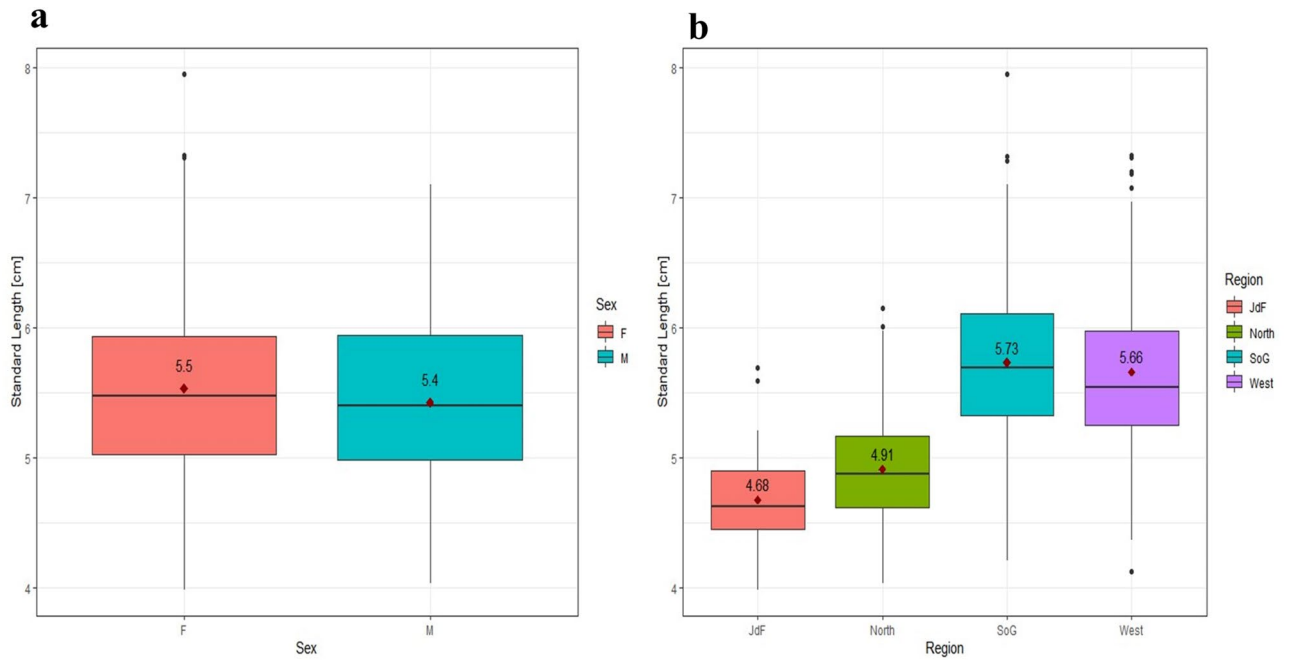 a
Standard Length [cm]
8
7
6
5
4
5.5
5.4
F
M
Sex
Sex
F
M
b
Standard Length [cm]
8
7
6
5
4
4.68
4.91
5.73
5.66
JdF
North
SoG
West
Region
Region
JdF
North
SoG
West